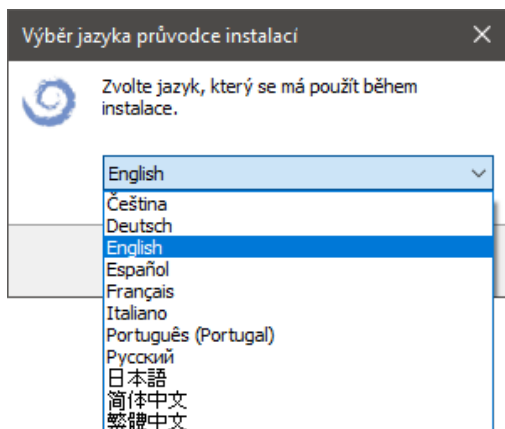 Výběr jazyka průvodce instalací
Zvolte jazyk, který se má použít během
instalace.
English
Čeština
Deutsch
English
Español
Français
Italiano
Português (Portugal)
Русский
日本語
简体中文
繁體中文